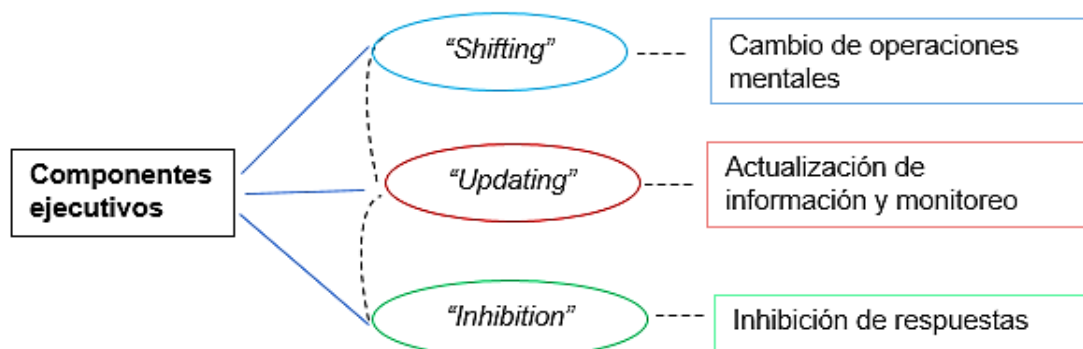 “Shifting”
Cambio de operaciones
mentales
Componentes
ejecutivos
“Updating”
Actualización de
información y monitoreo
“Inhibition”
Inhibición de respuestas